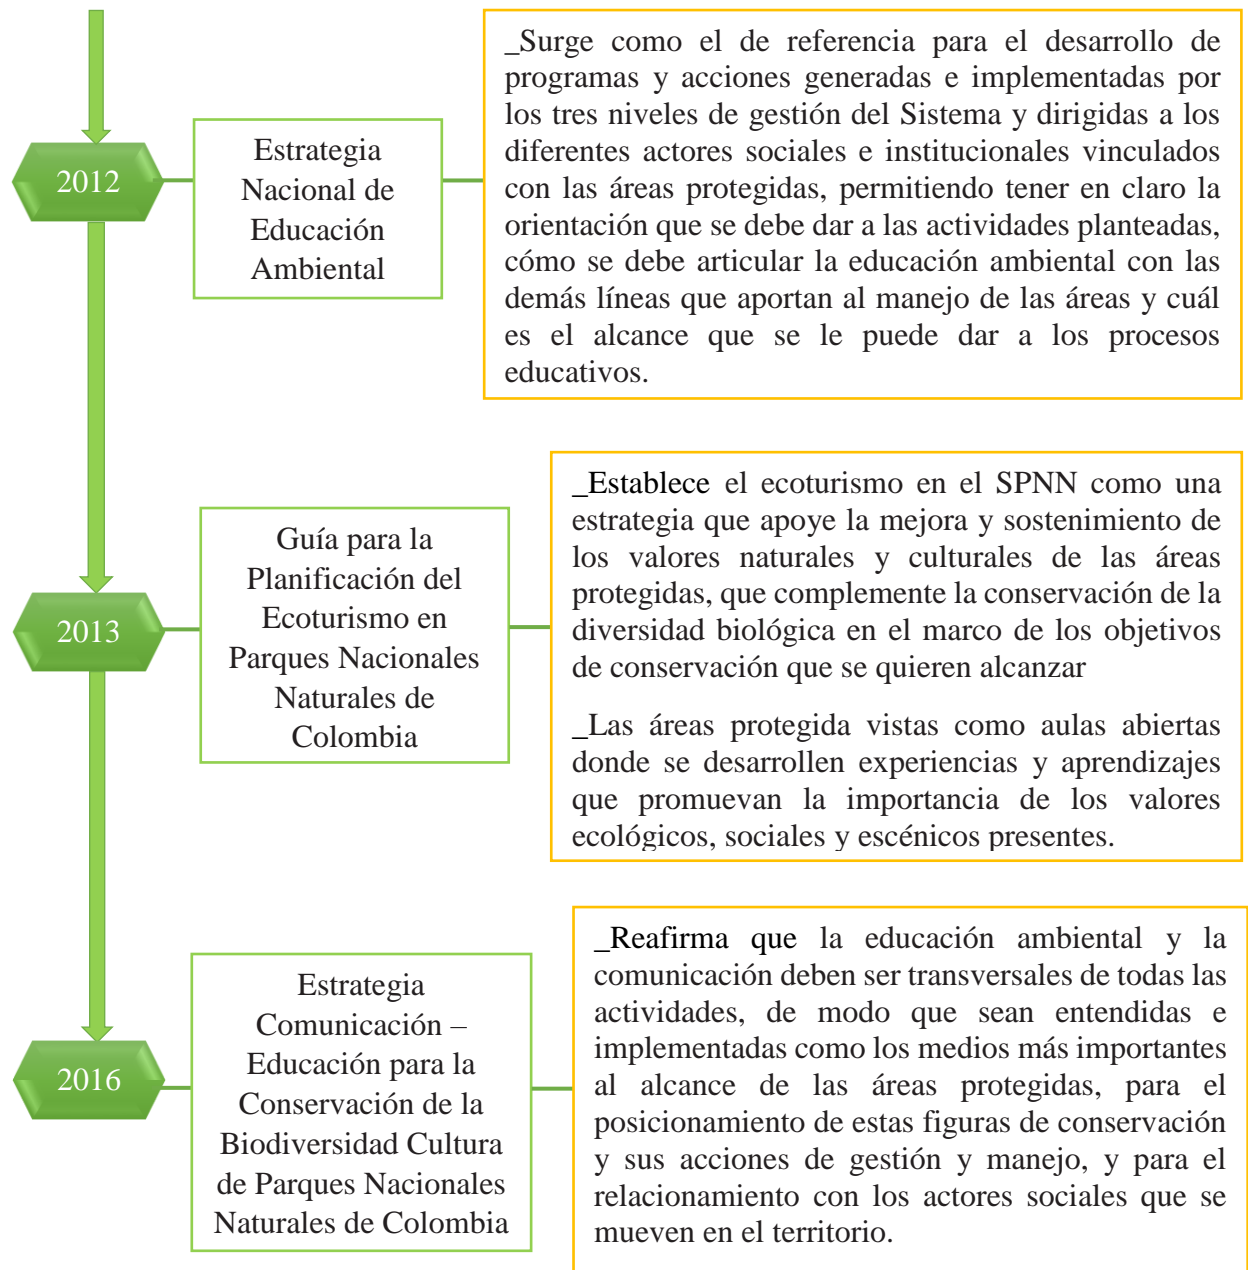 2012
Estrategia
Nacional de
Educación
Ambiental
_Surge como el de referencia para el desarrollo de
programas y acciones generadas e implementadas por
los tres niveles de gestión del Sistema y dirigidas a los
diferentes actores sociales e institucionales vinculados
con las áreas protegidas, permitiendo tener en claro la
orientación que se debe dar a las actividades planteadas,
cómo se debe articular la educación ambiental con las
demás líneas que aportan al manejo de las áreas y cuál
es el alcance que se le puede dar a los procesos
educativos.
2013
Guía para la
Planificación del
Ecoturismo en
Parques Nacionales
Naturales de
Colombia
_Establece el ecoturismo en el SPNN como una
estrategia que apoye la mejora y sostenimiento de
los valores naturales y culturales de las áreas
protegidas, que complemente la conservación de la
diversidad biológica en el marco de los objetivos
de conservación que se quieren alcanzar
_Las áreas protegida vistas como aulas abiertas
donde se desarrollen experiencias y aprendizajes
que promuevan la importancia de los valores
ecológicos, sociales y escénicos presentes.
2016
Estrategia
Comunicación –
Educación para la
Conservación de la
Biodiversidad Cultura
de Parques Nacionales
Naturales de Colombia
_Reafirma que la educación ambiental y la
comunicación deben ser transversales de todas las
actividades, de modo que sean entendidas e
implementadas como los medios más importantes
al alcance de las áreas protegidas, para el
posicionamiento de estas figuras de conservación
y sus acciones de gestión y manejo, y para el
relacionamiento con los actores sociales que se
mueven en el territorio.